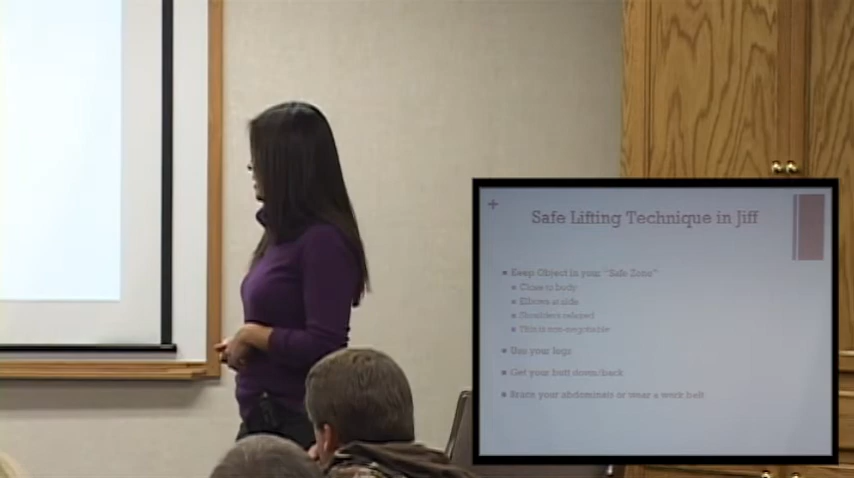 Safe Lifting Technique in Jiff
Keep Object in your "Safe Zone"
Close to body
Elbows at side
Shoulders relaxed
This is non-negotiable
Use your legs
Get your butt down/back
Brace your abdominals or wear a work belt